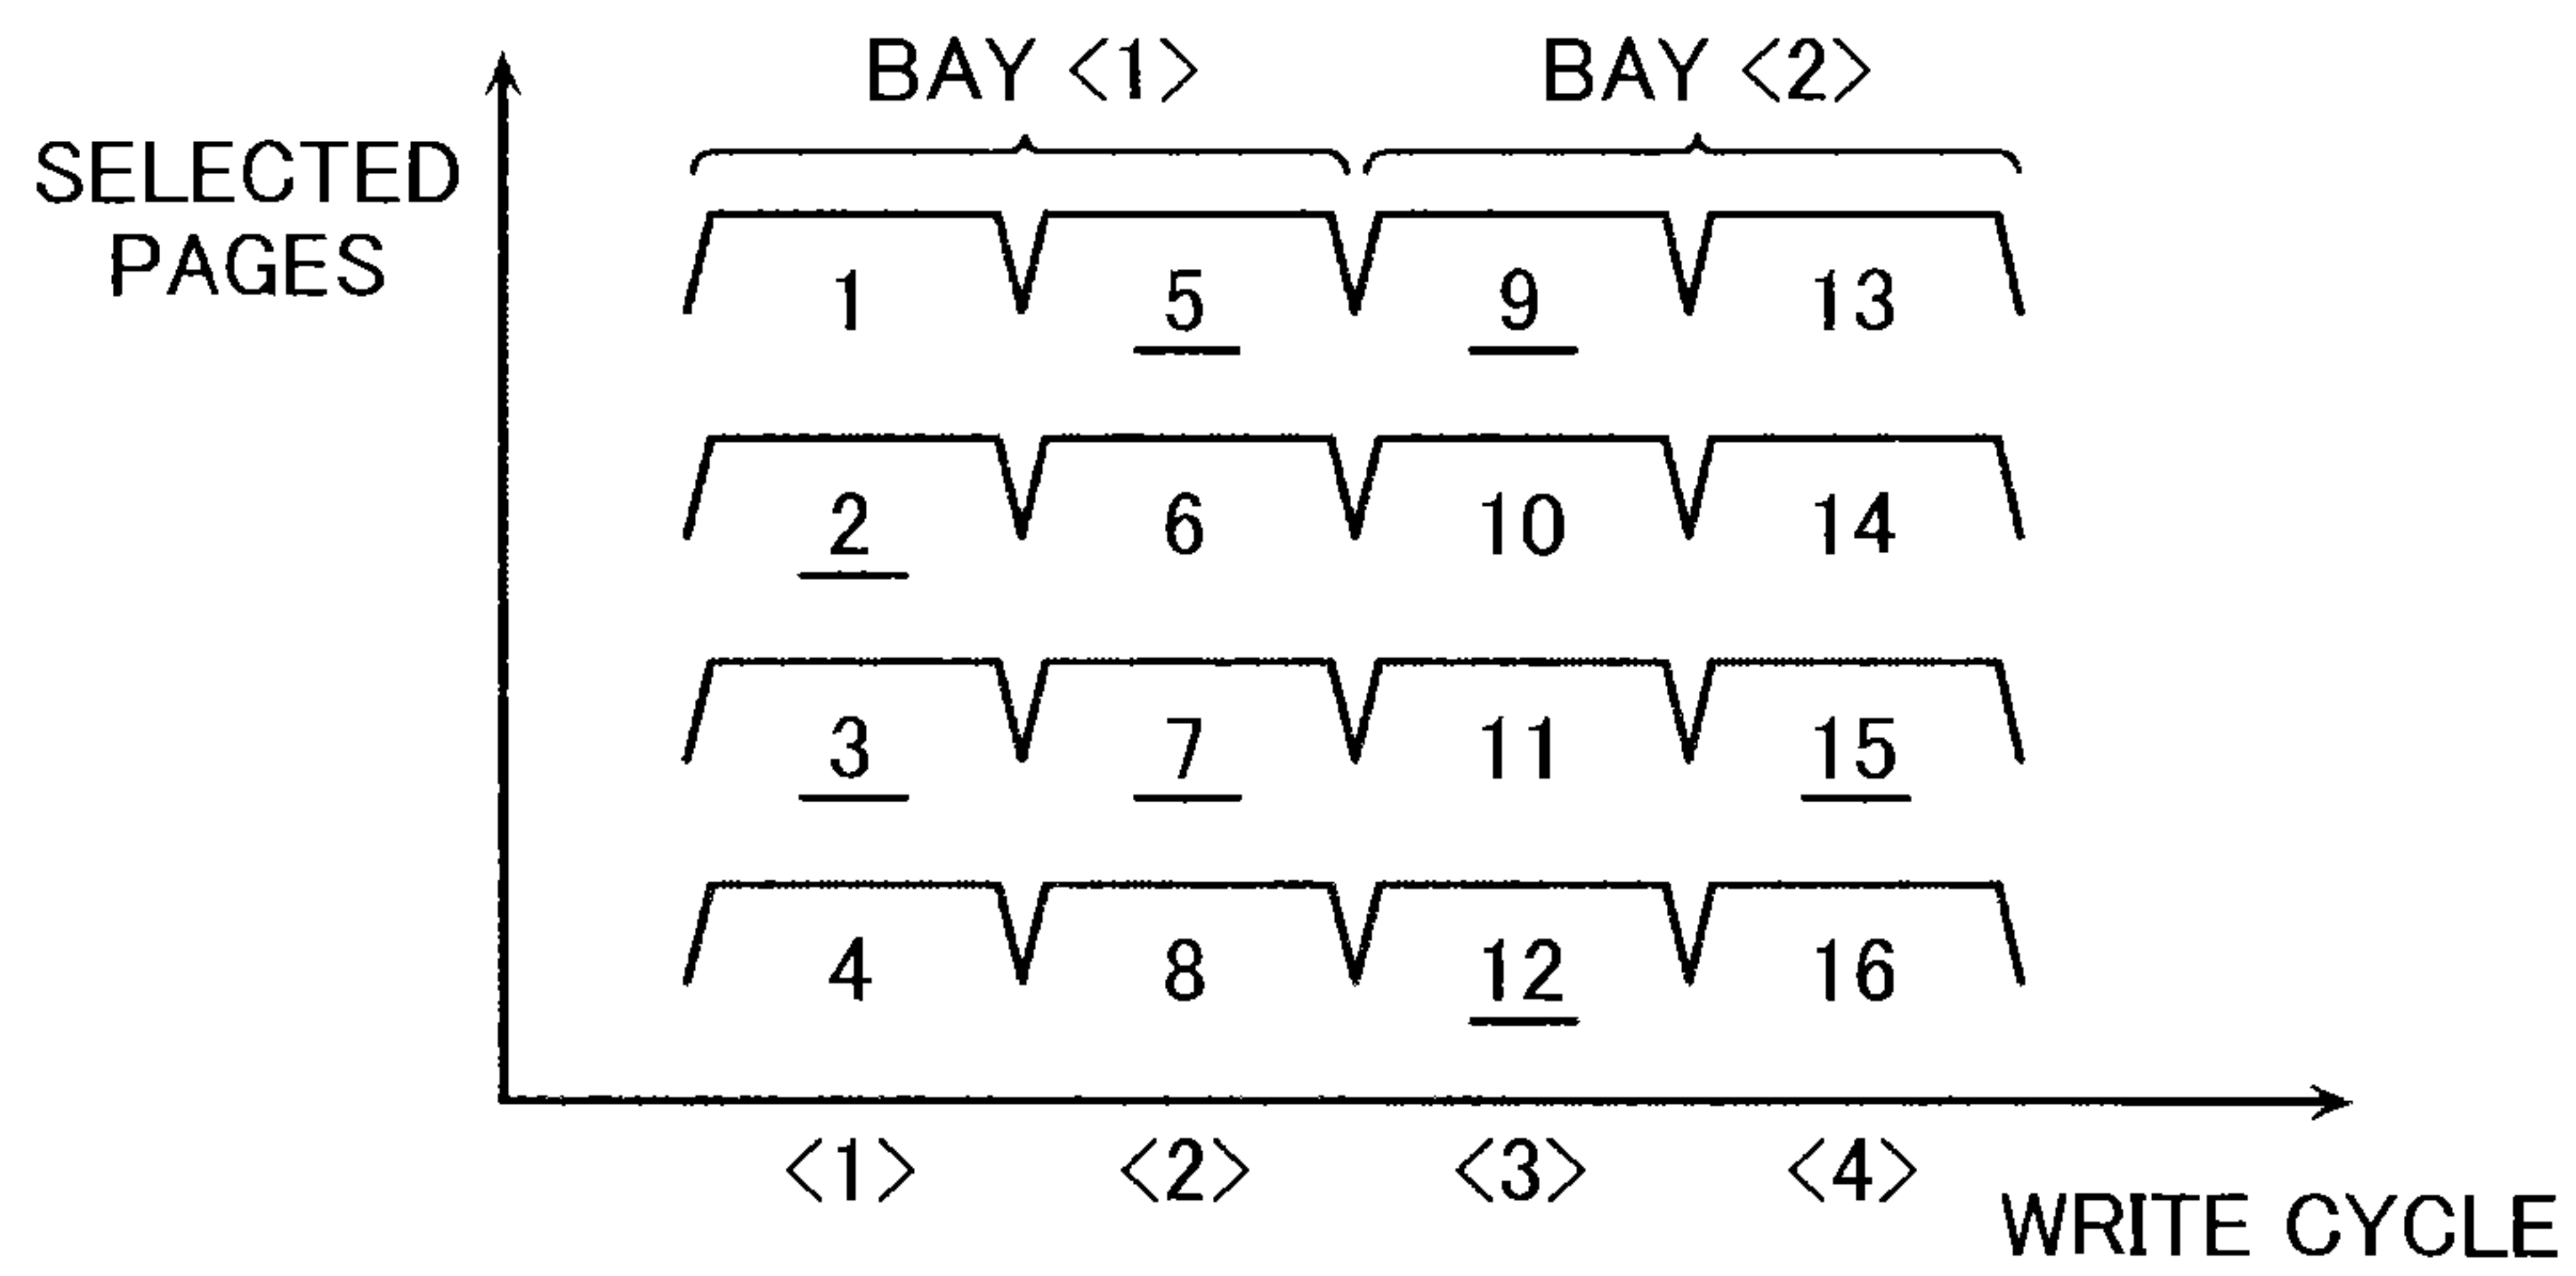 BAY <1> BAY <2>
SELECTED
PAGES
1 5 9 13
2 6 10 14
3 7 11 15
4 8 12 16
<1> <2> <3> <4>
WRITE CYCLE